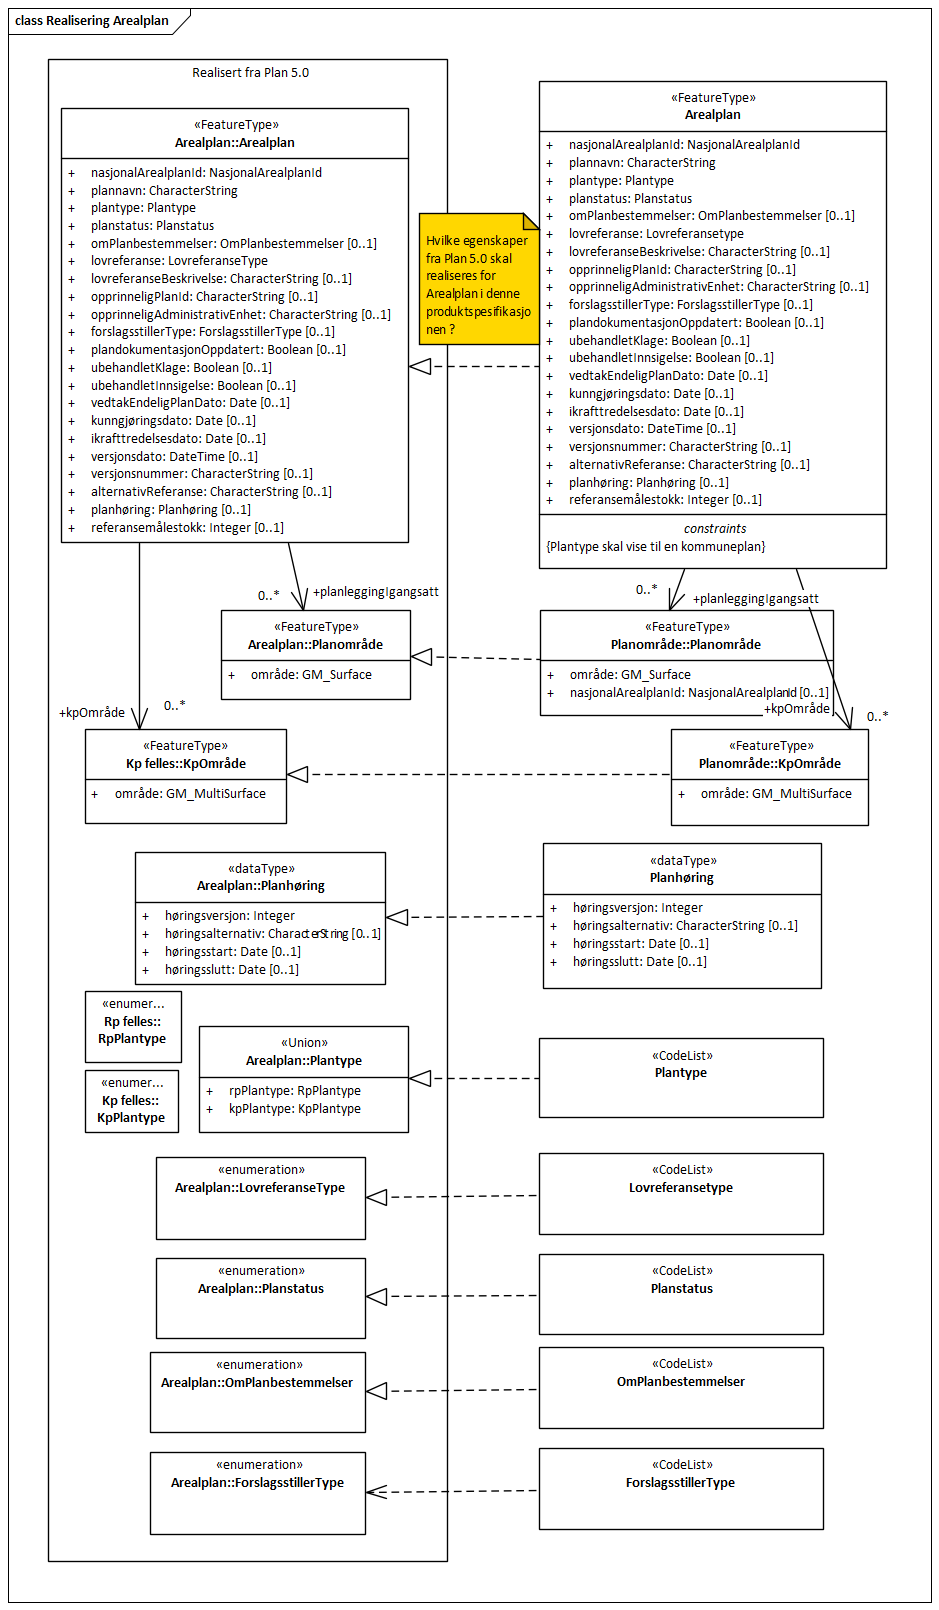 class Realisering Arealplan
Realisert fra Plan 5.0
«FeatureType»
Arealplan::Arealplan
+ nasjonalArealplanId: NasjonalArealplanId
+ plannavn: CharacterString
+ plantype: Plantype
+ planstatus: Planstatus
+ omPlanbestemmelser: OmPlanbestemmelser [0..1]
+ lovreferanse: LovreferanseType
+ lovreferanseBeskrivelse: CharacterString [0..1]
+ opprinneligPlanId: CharacterString [0..1]
+ opprinneligAdministrativEnhet: CharacterString [0..1]
+ forslagsstillerType: ForslagsstillerType [0..1]
+ plandokumentasjonOppdatert: Boolean [0..1]
+ ubehandletKlage: Boolean [0..1]
+ ubehandletInnsigelse: Boolean [0..1]
+ vedtakEndeligPlanDato: Date [0..1]
+ kunngjøringsdato: Date [0..1]
+ ikrafttredelsesdato: Date [0..1]
+ versjonsdato: DateTime [0..1]
+ versjonsnummer: CharacterString [0..1]
+ alternativReferanse: CharacterString [0..1]
+ planhøring: Planhøring [0..1]
+ referansemålestokk: Integer [0..1]
Hvilke egenskaper
fra Plan 5.0 skal
realiseres for
Arealplan i denne
produktspesifikasjo
nen ?
«FeatureType»
Arealplan
+ nasjonalArealplanId: NasjonalArealplanId
+ plannavn: CharacterString
+ plantype: Plantype
+ planstatus: Planstatus
+ omPlanbestemmelser: OmPlanbestemmelser [0..1]
+ lovreferanse: Lovreferansetype
+ lovreferanseBeskrivelse: CharacterString [0..1]
+ opprinneligPlanId: CharacterString [0..1]
+ opprinneligAdministrativEnhet: CharacterString [0..1]
+ forslagsstillerType: ForslagsstillerType [0..1]
+ plandokumentasjonOppdatert: Boolean [0..1]
+ ubehandletKlage: Boolean [0..1]
+ ubehandletInnsigelse: Boolean [0..1]
+ vedtakEndeligPlanDato: Date [0..1]
+ kunngjøringsdato: Date [0..1]
+ ikrafttredelsesdato: Date [0..1]
+ versjonsdato: DateTime [0..1]
+ versjonsnummer: CharacterString [0..1]
+ alternativReferanse: CharacterString [0..1]
+ planhøring: Planhøring [0..1]
+ referansemålestokk: Integer [0..1]
constraints
{Plantype skal vise til en kommuneplan}
0..* +planleggingIgangsatt
0..* +planleggingIgangsatt
«FeatureType»
Arealplan::Planområde
+ område: GM_Surface
«FeatureType»
Planområde::Planområde
+ område: GM_Surface
+ nasjonalArealplanId: NasjonalArealplanId [0..1]
+kpOmråde 0..*
+kpOmråde 0..*
«FeatureType»
Kp felles::KpOmråde
+ område: GM_MultiSurface
«FeatureType»
Planområde::KpOmråde
+ område: GM_MultiSurface
«dataType»
Arealplan::Planhøring
+ høringsversjon: Integer
+ høringsalternativ: CharacterString [0..1]
+ høringsstart: Date [0..1]
+ høringsslutt: Date [0..1]
«dataType»
Planhøring
+ høringsversjon: Integer
+ høringsalternativ: CharacterString [0..1]
+ høringsstart: Date [0..1]
+ høringsslutt: Date [0..1]
«enumer...
Rp felles::
RpPlantype
«enumer...
Kp felles::
KpPlantype
«Union»
Arealplan::Plantype
+ rpPlantype: RpPlantype
+ kpPlantype: KpPlantype
«CodeList»
Plantype
«enumeration»
Arealplan::LovreferanseType
«CodeList»
Lovreferansetype
«enumeration»
Arealplan::Planstatus
«CodeList»
Planstatus
«enumeration»
Arealplan::OmPlanbestemmelser
«CodeList»
OmPlanbestemmelser
«enumeration»
Arealplan::ForslagsstillerType
«CodeList»
ForslagsstillerType